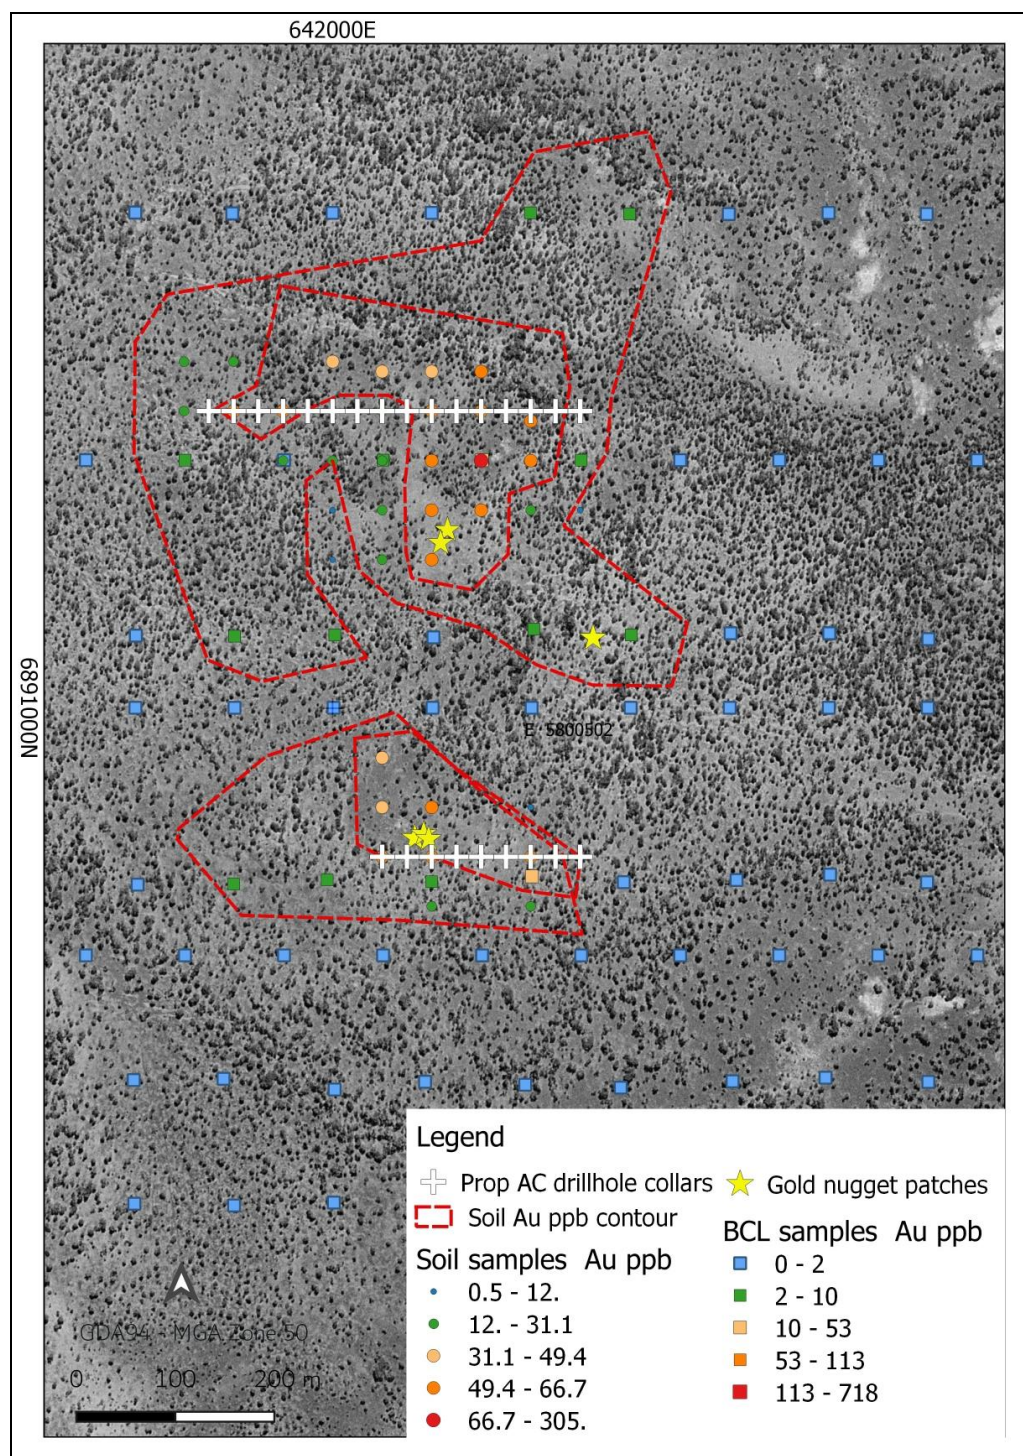 642000E
6891000N
E 5800502
Legend
Prop AC drillhole collars
Gold nugget patches
Soil Au ppb contour
Soil samples Au ppb
0.5 - 12.
12. - 31.1
31.1 - 49.4
49.4 - 66.7
66.7 - 305.
BCL samples Au ppb
0 - 2
2 - 10
10 - 53
53 - 113
113 - 718
GDA94 - MGA Zone 50
0 100 200 m